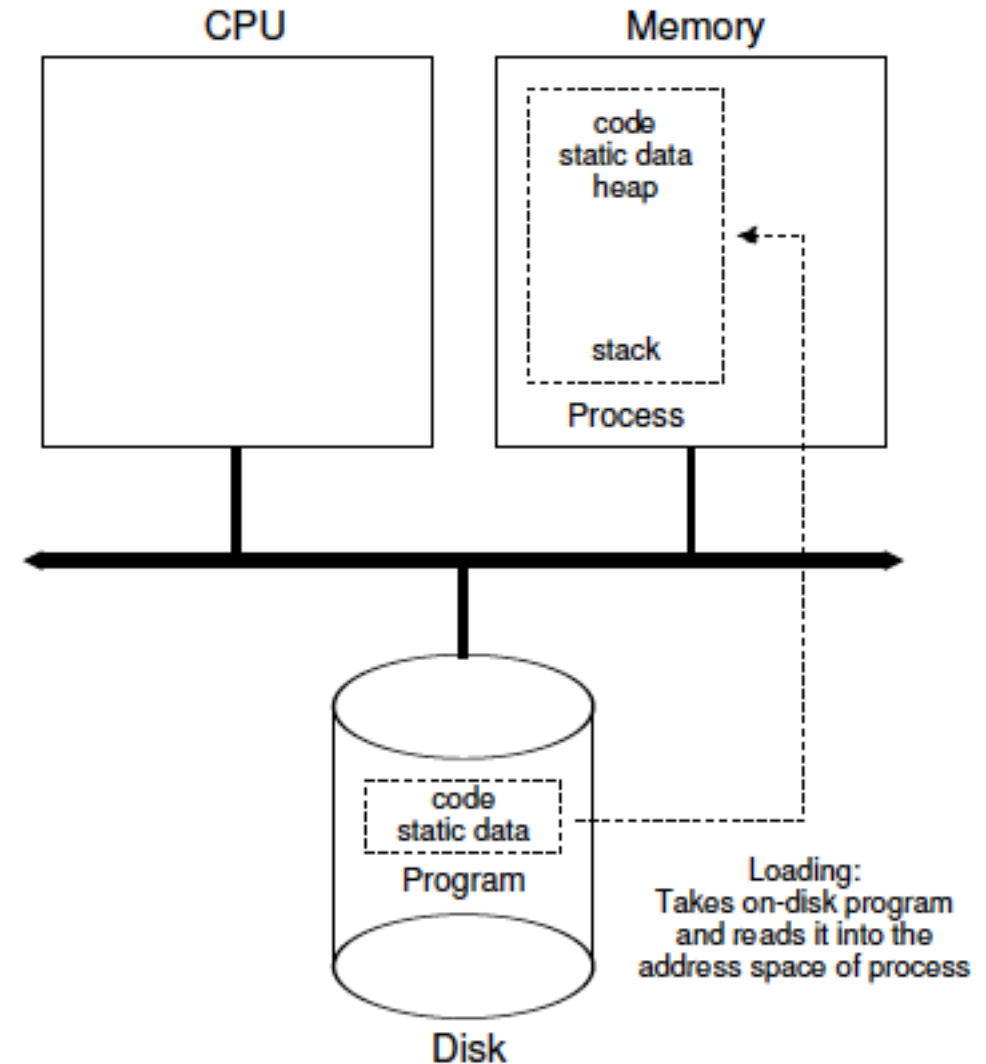 CPU
Memory
code
static data
heap
stack
Process
code
static data
Program
Loading:
Takes on-disk program
and reads it into the
address space of process
Disk